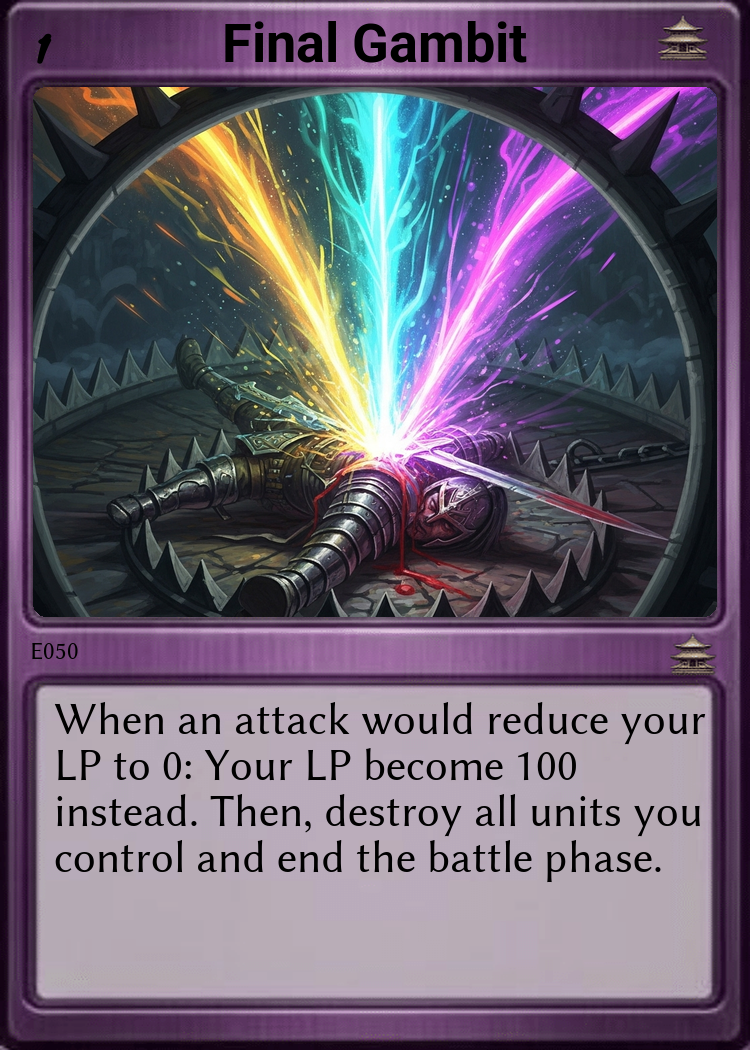 1
Final Gambit
E050
When an attack would reduce your
LP to 0: Your LP become 100
instead. Then, destroy all units you
control and end the battle phase.